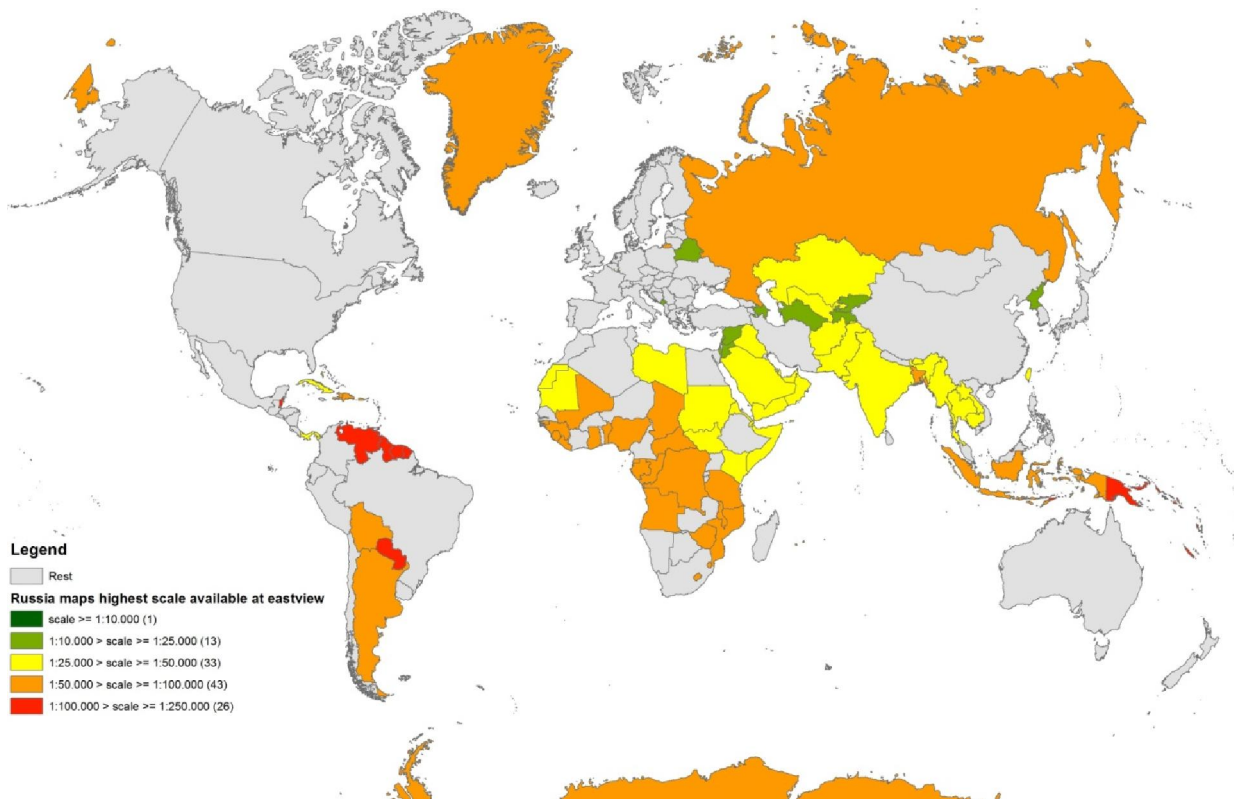 Legend
Rest
Russia maps highest scale available at eastview
scale >= 1:10.000 (1)
1:10.000 > scale >= 1:25.000 (13)
1:25.000 > scale >= 1:50.000 (33)
1:50.000 > scale >= 1:100.000 (43)
1:100.000 > scale >= 1:250.000 (26)